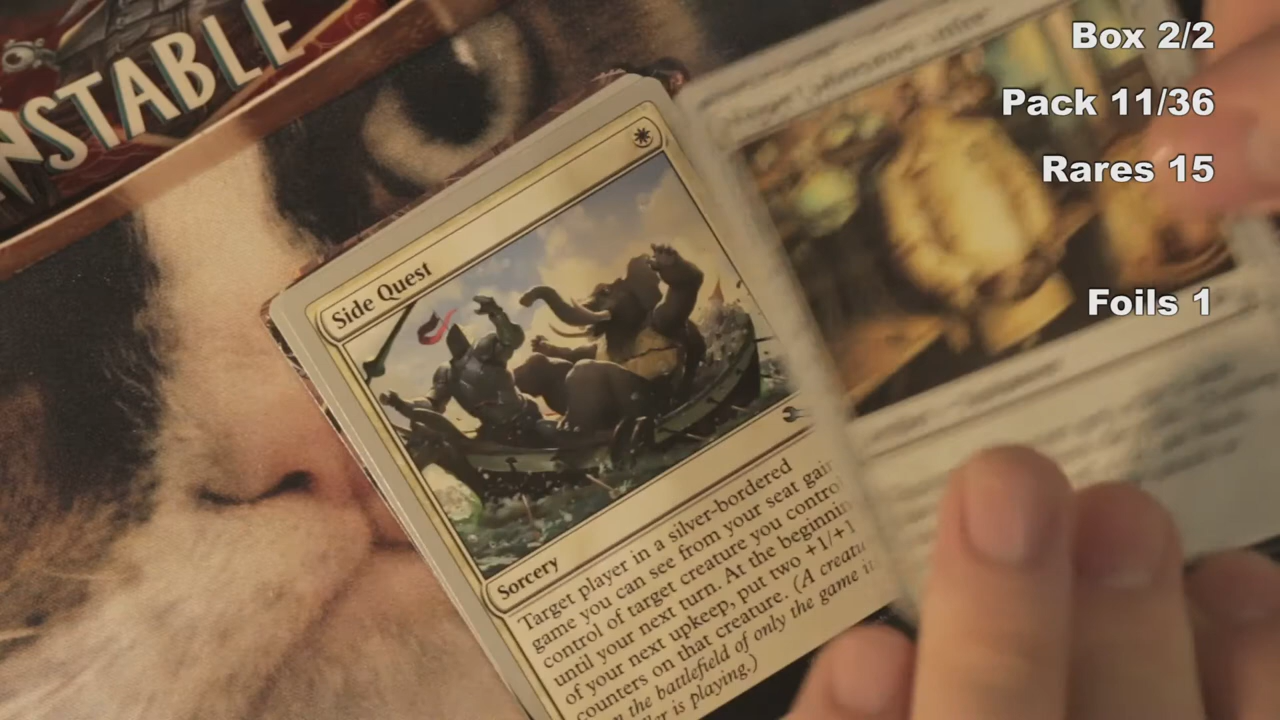 NSTABLE
Box 2/2
Pack 11/36
Rares 15
Foils 1
Side Quest
Sorcery
Target player in a silver-bordered
game you can see from your seat gain
control of target creature you contro
until your next turn. At the beginnin
of your next upkeep, put two +1/+1
counters on that creature. (A creatu
the battlefield of only the game i
is playing.)